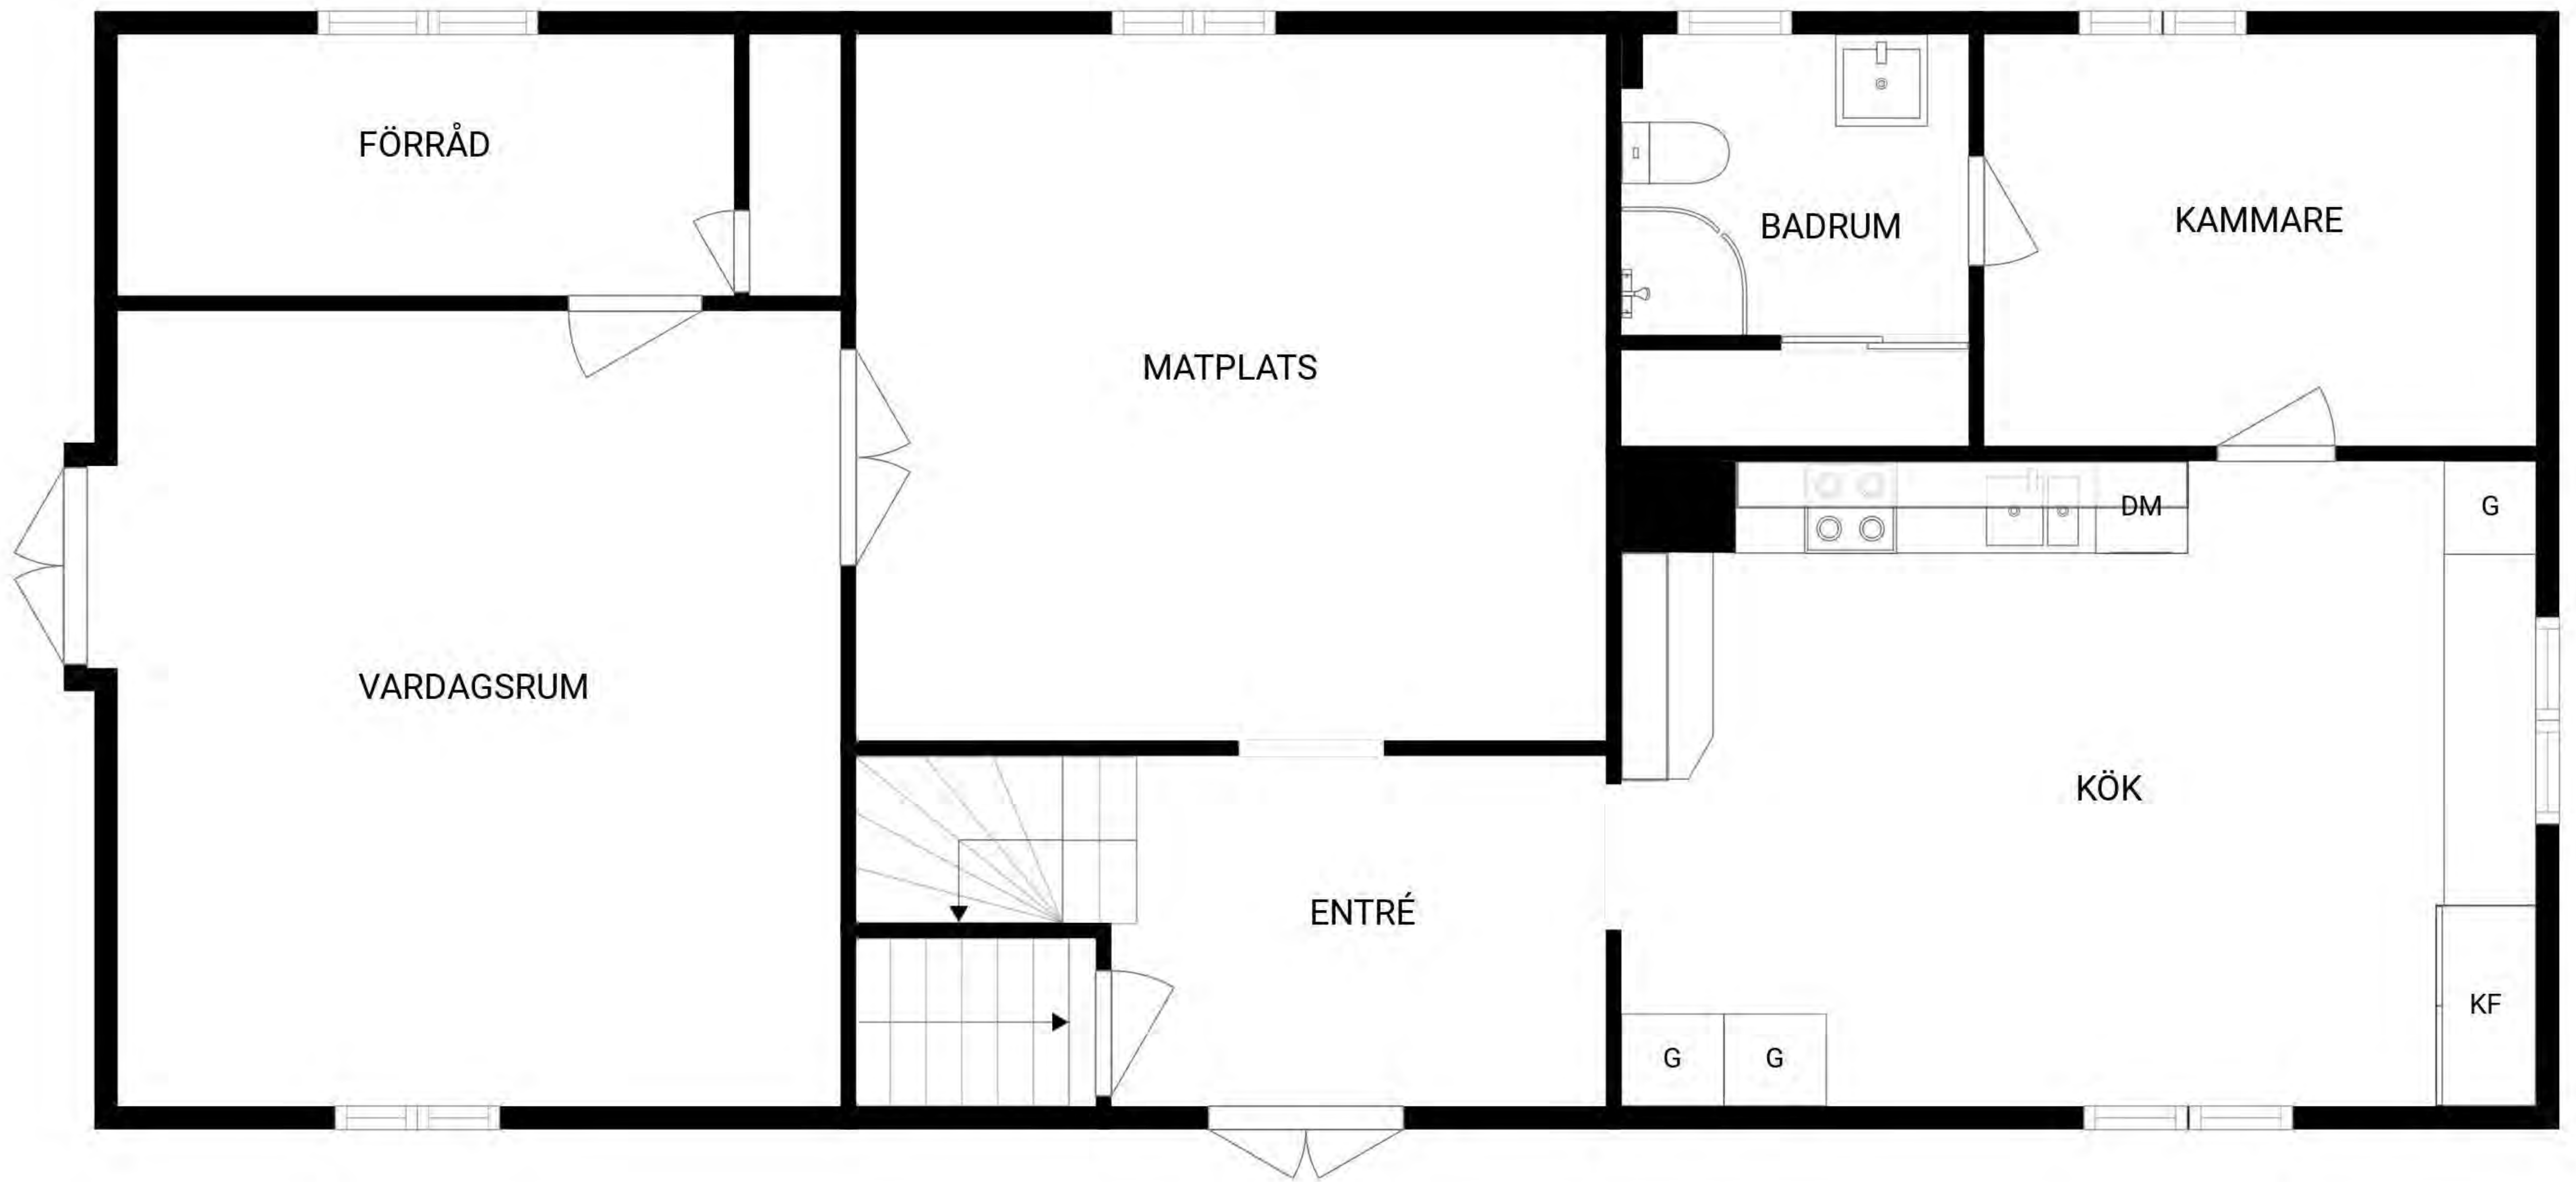 FÖRRÅD
BADRUM
KAMMARE
MATPLATS
DM
G
VARDAGSRUM
KÖK
ENTRÉ
KF
G
G